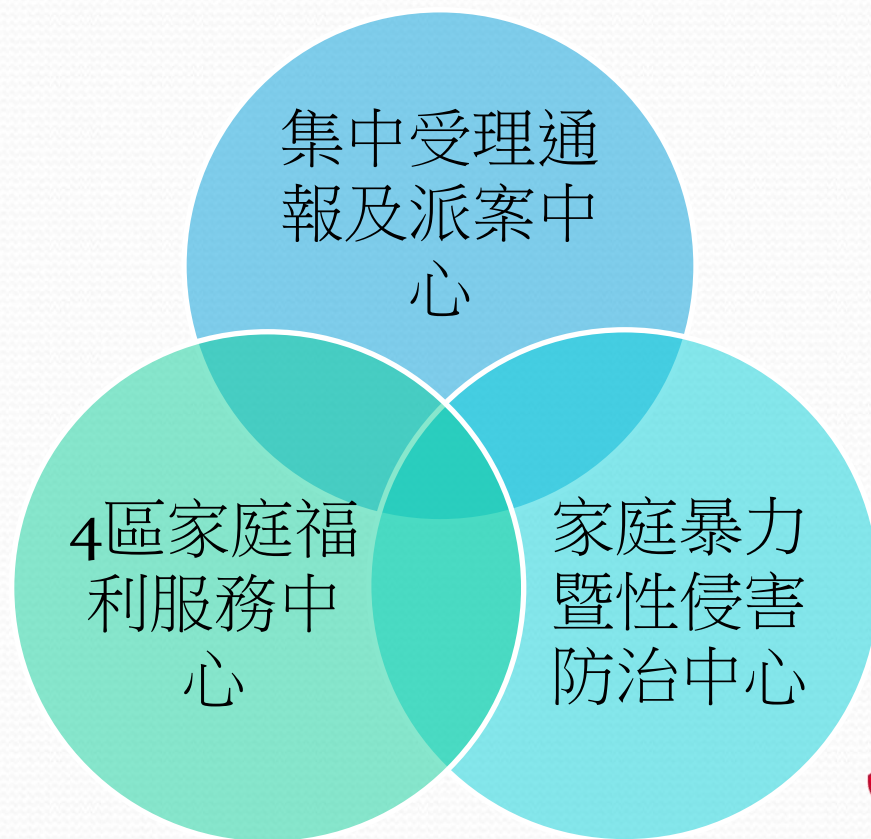 集中受理通
報及派案中
心
4區家庭福
利服務中
心
家庭暴力
暨性侵害
防治中心